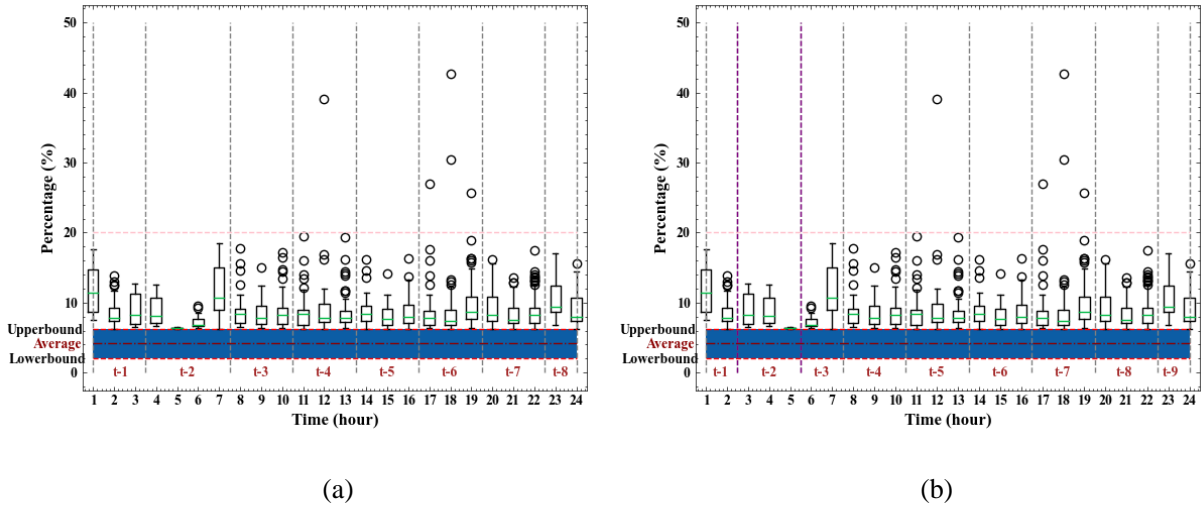 50
40
30
20
10
Upperbound
Average
Lowerbound
0
Percentage (%)
t-1 t-2 t-3 t-4 t-5 t-6 t-7 t-8
1 2 3 4 5 6 7 8 9 10 11 12 13 14 15 16 17 18 19 20 21 22 23 24
Time (hour)
(a)
50
40
30
20
10
Upperbound
Average
Lowerbound
0
Percentage (%)
t-1 t-2 t-3 t-4 t-5 t-6 t-7 t-8 t-9
1 2 3 4 5 6 7 8 9 10 11 12 13 14 15 16 17 18 19 20 21 22 23 24
Time (hour)
(b)